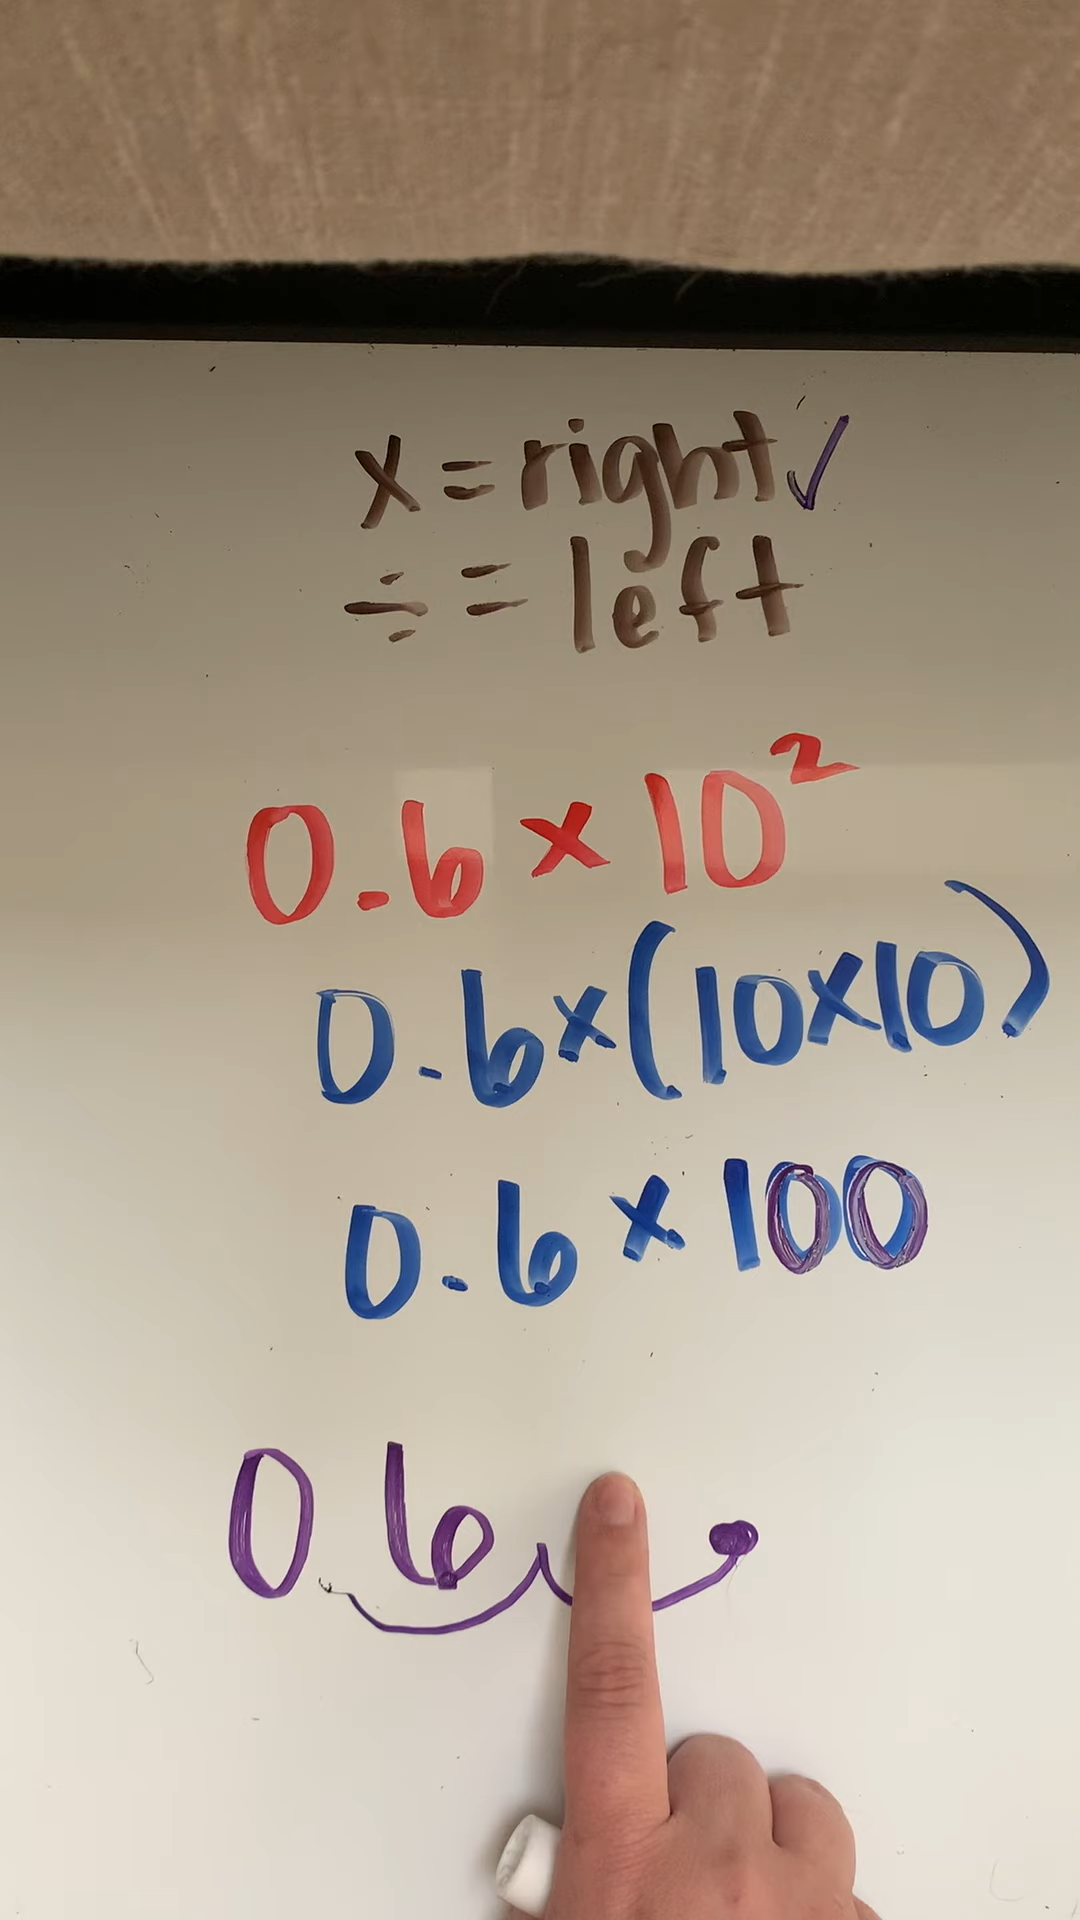 x = right ✓
÷ = left
0.6 × 10²
0.6 × (10×10)
0.6 × 100
0 6 .